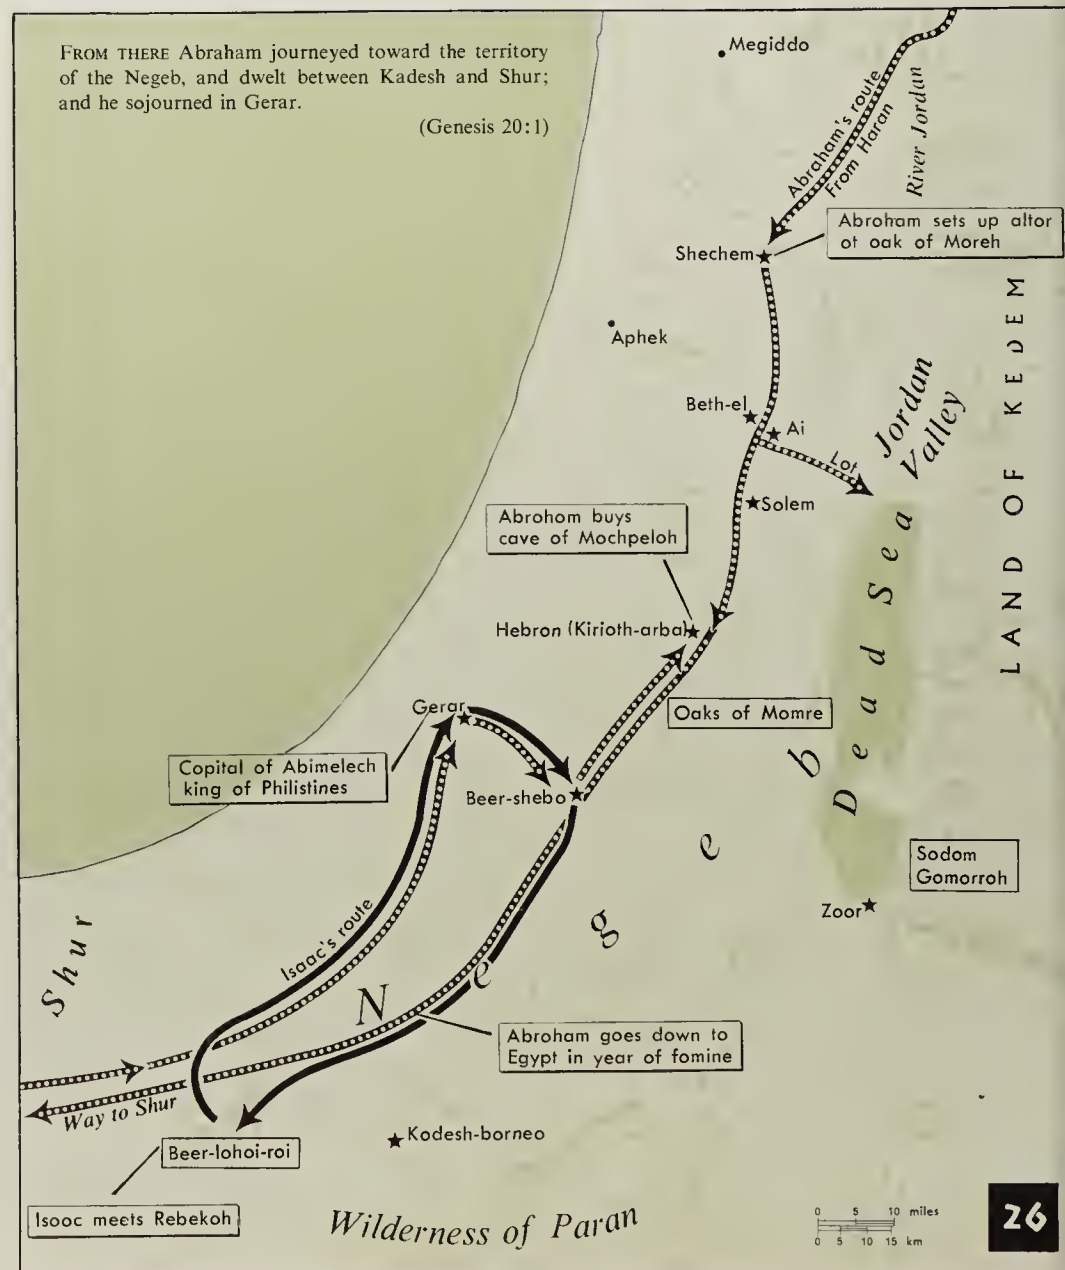 FROM THERE Abraham journeyed toward the territory
of the Negeb, and dwelt between Kadesh and Shur;
and he sojourned in Gerar.
(Genesis 20:1)
Megiddo
Abraham's route
From Haran
River Jordan
Abroham sets up altor
ot oak of Moreh
Shechem
Aphek
LAND OF KEDEM
Jordan
Valley
Beth-el
Ai
Lot
Solem
Abrohom buys
cave of Mochpeloh
Dead Sea
Hebron (Kirioth-arba)
Oaks of Momre
Gerar
Copital of Abimelech
king of Philistines
Beer-shebo
Negeb
Sodom
Gomorroh
Zoor
Shur
Isaac's route
Abroham goes down to
Egypt in year of fomine
Way to Shur
Kodesh-borneo
Beer-lohoi-roi
Isooc meets Rebekoh
Wilderness of Paran
0 5 10 miles
0 5 10 15 km
26